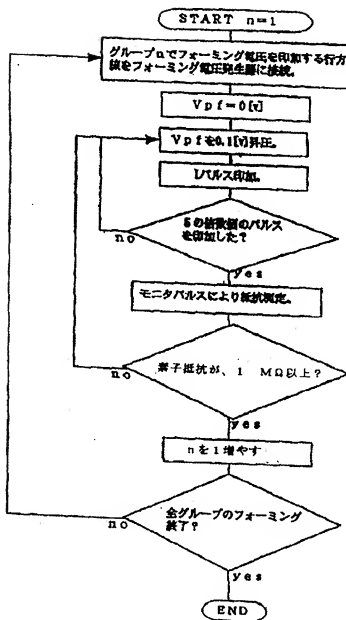 START n=1
グループnでフォーミング電圧を印加する行方
線をフォーミング電圧発生器に接続。
Vpf=0[v]
Vpfを0.1[v]昇圧。
1パルス印加。
5の倍数個のパルス
を印加した?
no
yes
モニタパルスにより抵抗測定。
素子抵抗が、1 MΩ以上?
no
yes
nを1増やす
全グループのフォーミング
終了?
no
yes
END